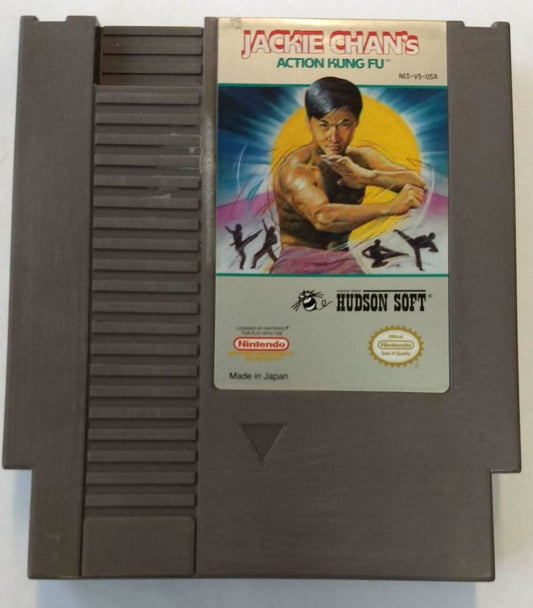 JACKIE CHAN's
ACTION KUNG FU™
NES-V5-USA
HUDSON SOFT®
LICENSED BY NINTENDO®
FOR PLAY ON THE
Nintendo
Official
Nintendo
Seal of Quality
Made in Japan